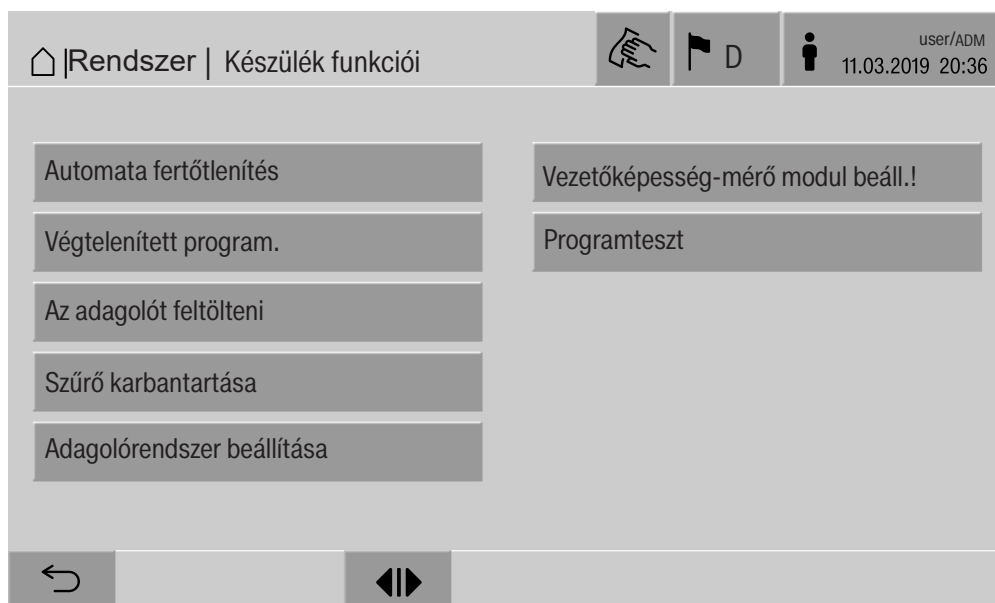 |Rendszer | Készülék funkciói
D
user/ADM
11.03.2019 20:36
Automata fertőtlenítés
Végtelenített program.
Az adagolót feltölteni
Szűrő karbantartása
Adagolórendszer beállítása
Vezetőképesség-mérő modul beáll.!
Programteszt